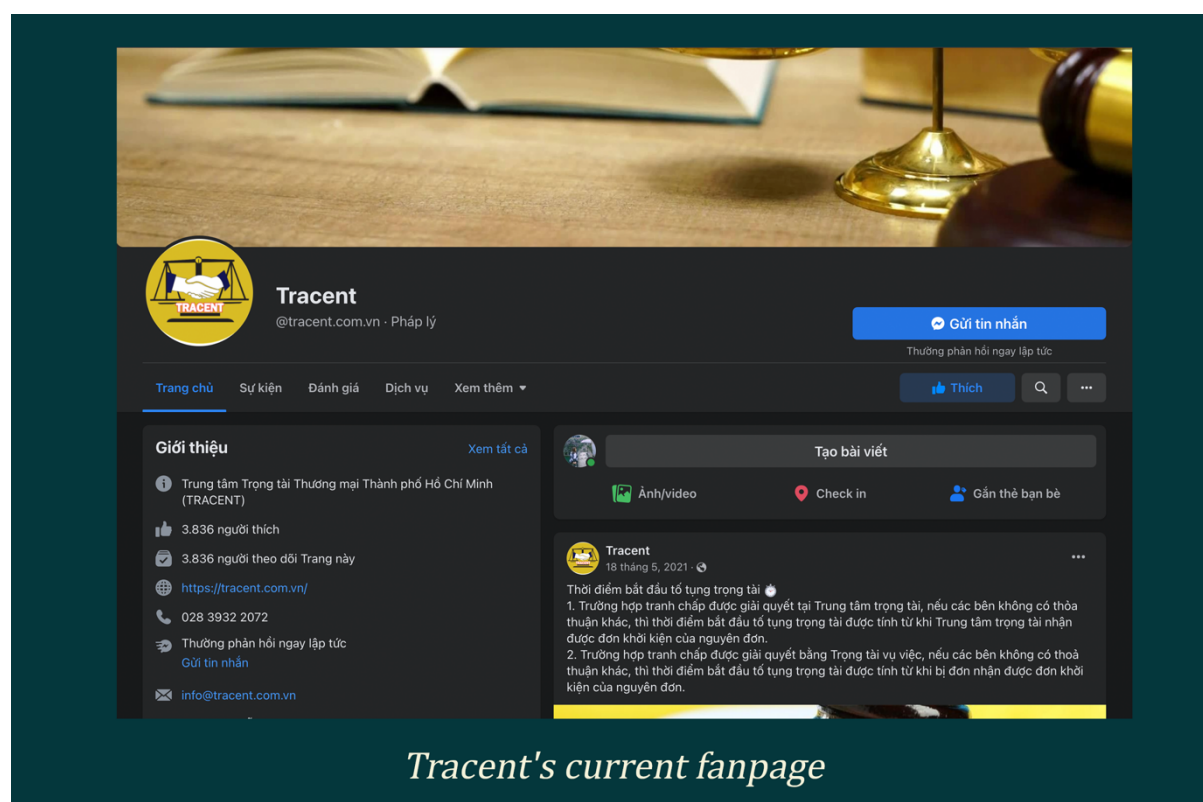 TRACENT
Tracent
@tracent.com.vn · Pháp lý
Gửi tin nhắn
Thường phản hồi ngay lập tức
Trang chủ Sự kiện Đánh giá Dịch vụ Xem thêm
Thích
Giới thiệu
Xem tất cả
Trung tâm Trọng tài Thương mại Thành phố Hồ Chí Minh
(TRACENT)
3.836 người thích
3.836 người theo dõi Trang này
https://tracent.com.vn/
028 3932 2072
Thường phản hồi ngay lập tức
Gửi tin nhắn
info@tracent.com.vn
Tạo bài viết
Ảnh/video Check in Gắn thẻ bạn bè
Tracent
18 tháng 5, 2021 ·
Thời điểm bắt đầu tố tụng trọng tài
1. Trường hợp tranh chấp được giải quyết tại Trung tâm trọng tài, nếu các bên không có thỏa
thuận khác, thì thời điểm bắt đầu tố tụng trọng tài được tính từ khi Trung tâm trọng tài nhận
được đơn khởi kiện của nguyên đơn.
2. Trường hợp tranh chấp được giải quyết bằng Trọng tài vụ việc, nếu các bên không có thoả
thuận khác, thì thời điểm bắt đầu tố tụng trọng tài được tính từ khi bị đơn nhận được đơn khởi
kiện của nguyên đơn.
Tracent's current fanpage